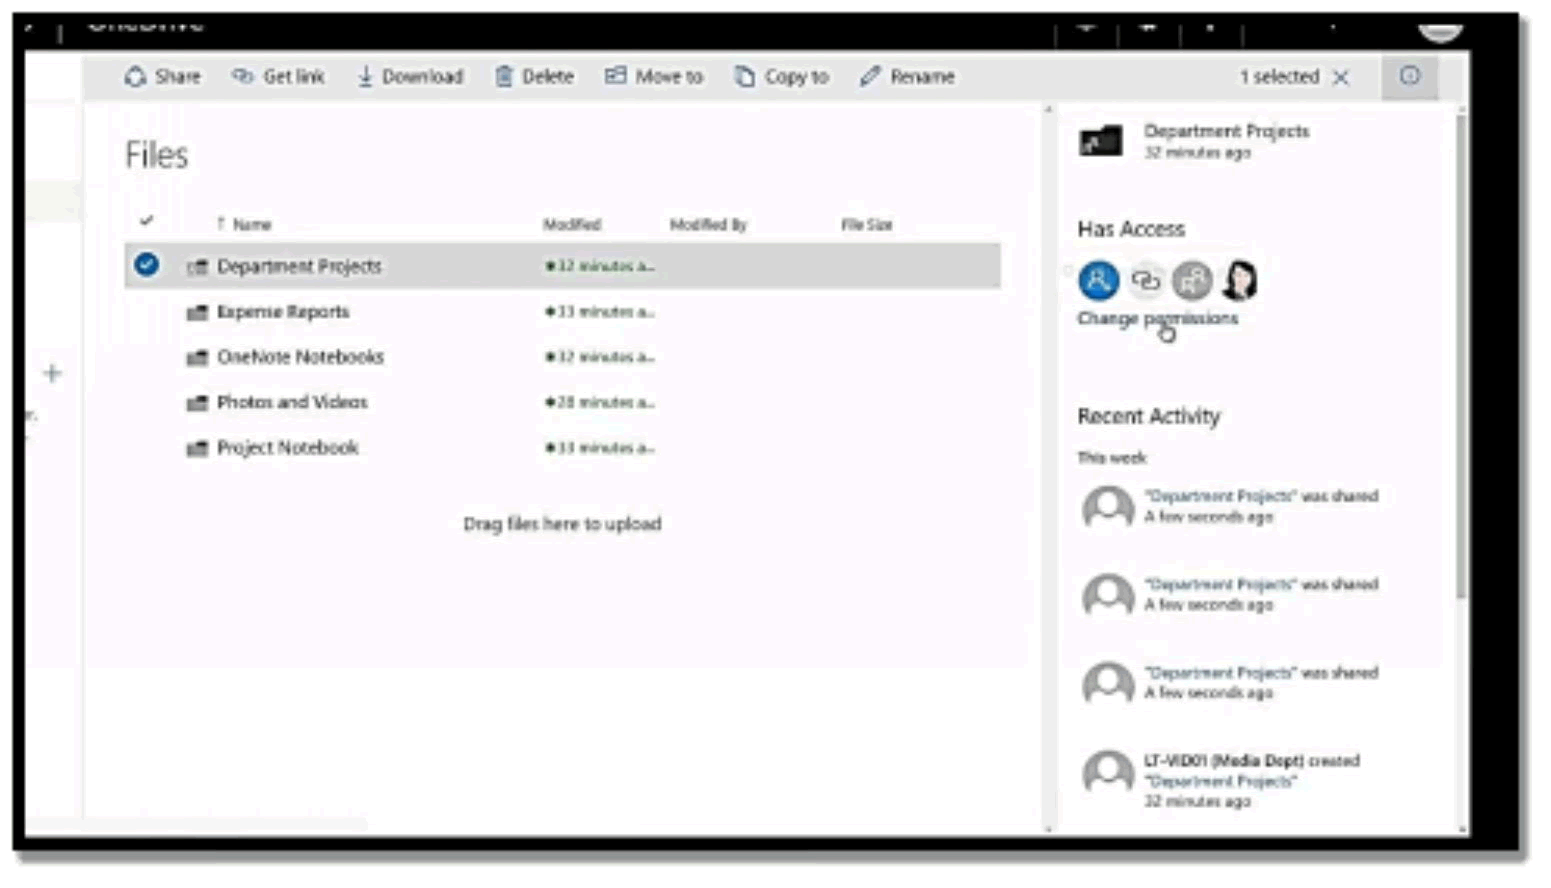 OneDrive
Share Get link Download Delete Move to Copy to Rename 1 selected
Files
Name Modified Modified By File Size
Department Projects 32 minutes a...
Expense Reports 33 minutes a...
OneNote Notebooks 32 minutes a...
Photos and Videos 28 minutes a...
Project Notebook 33 minutes a...
Drag files here to upload
Department Projects
32 minutes ago
Has Access
Change permissions
Recent Activity
This week
"Department Projects" was shared
A few seconds ago
"Department Projects" was shared
A few seconds ago
"Department Projects" was shared
A few seconds ago
LT-VID01 (Media Dept) created
"Department Projects"
32 minutes ago